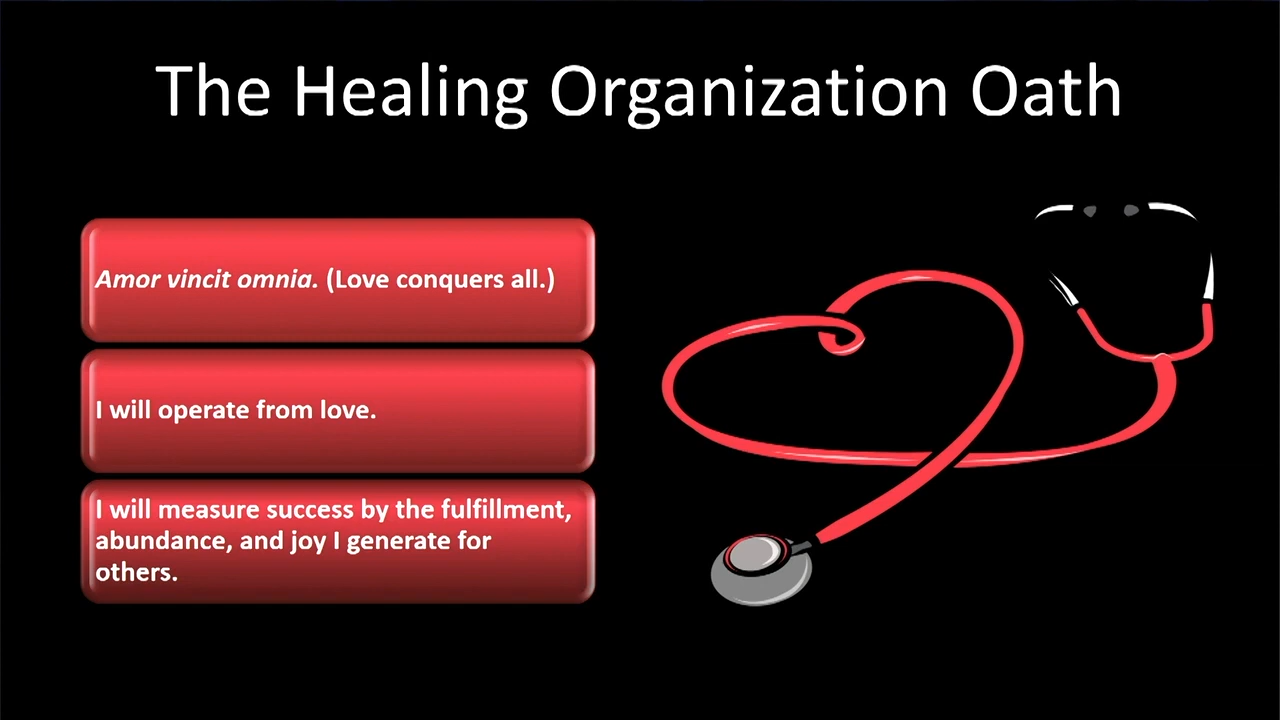 The Healing Organization Oath
Amor vincit omnia. (Love conquers all.)
I will operate from love.
I will measure success by the fulfillment,
abundance, and joy I generate for
others.